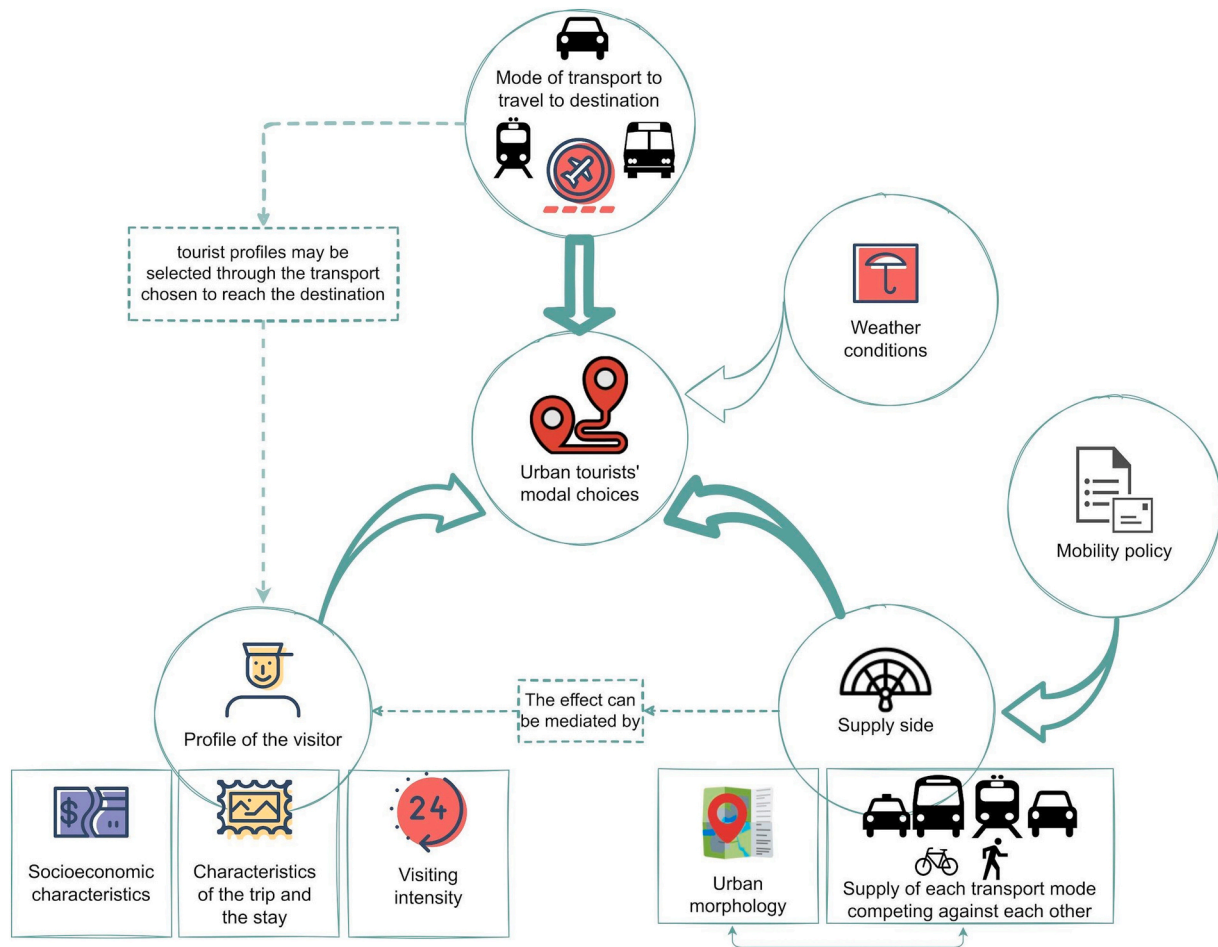 Mode of transport to
travel to destination
tourist profiles may be
selected through the transport
chosen to reach the destination
Weather
conditions
Urban tourists'
modal choices
Mobility policy
Profile of the visitor
The effect can
be mediated by
Supply side
$
24
Socioeconomic
characteristics
Characteristics
of the trip and
the stay
Visiting
intensity
Urban
morphology
Supply of each transport mode
competing against each other